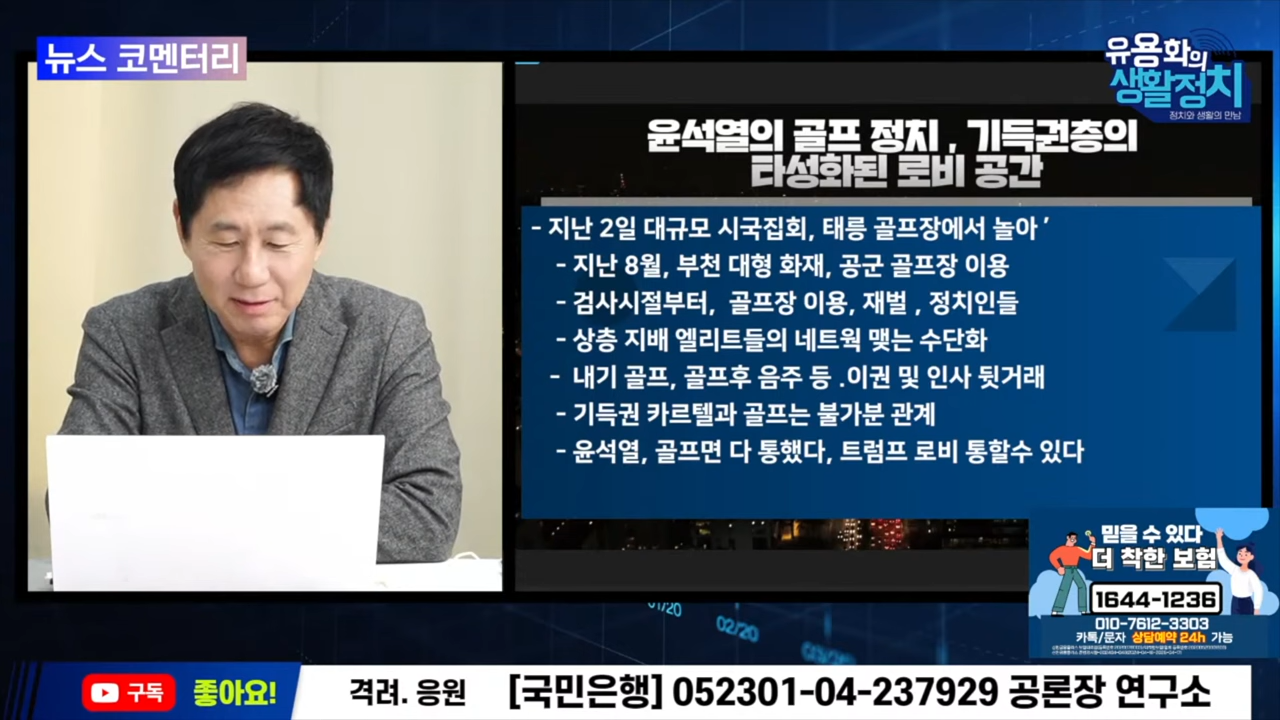 뉴스 코멘터리
유용화의
생활정치
정치와 생활의 만남
윤석열의 골프 정치 , 기득권층의
타성화된 로비 공간
- 지난 2일 대규모 시국집회, 태릉 골프장에서 놀아 ’
- 지난 8월, 부천 대형 화재, 공군 골프장 이용
- 검사시절부터, 골프장 이용, 재벌 , 정치인들
- 상층 지배 엘리트들의 네트웍 맺는 수단화
- 내기 골프, 골프후 음주 등 .이권 및 인사 뒷거래
- 기득권 카르텔과 골프는 불가분 관계
- 윤석열, 골프면 다 통했다, 트럼프 로비 통할수 있다
믿을 수 있다
더 착한 보험
1644-1236
010-7612-3303
카톡/문자 상담예약 24h 가능
01/20
02/20
구독
좋아요!
격려. 응원 [국민은행] 052301-04-237929 공론장 연구소